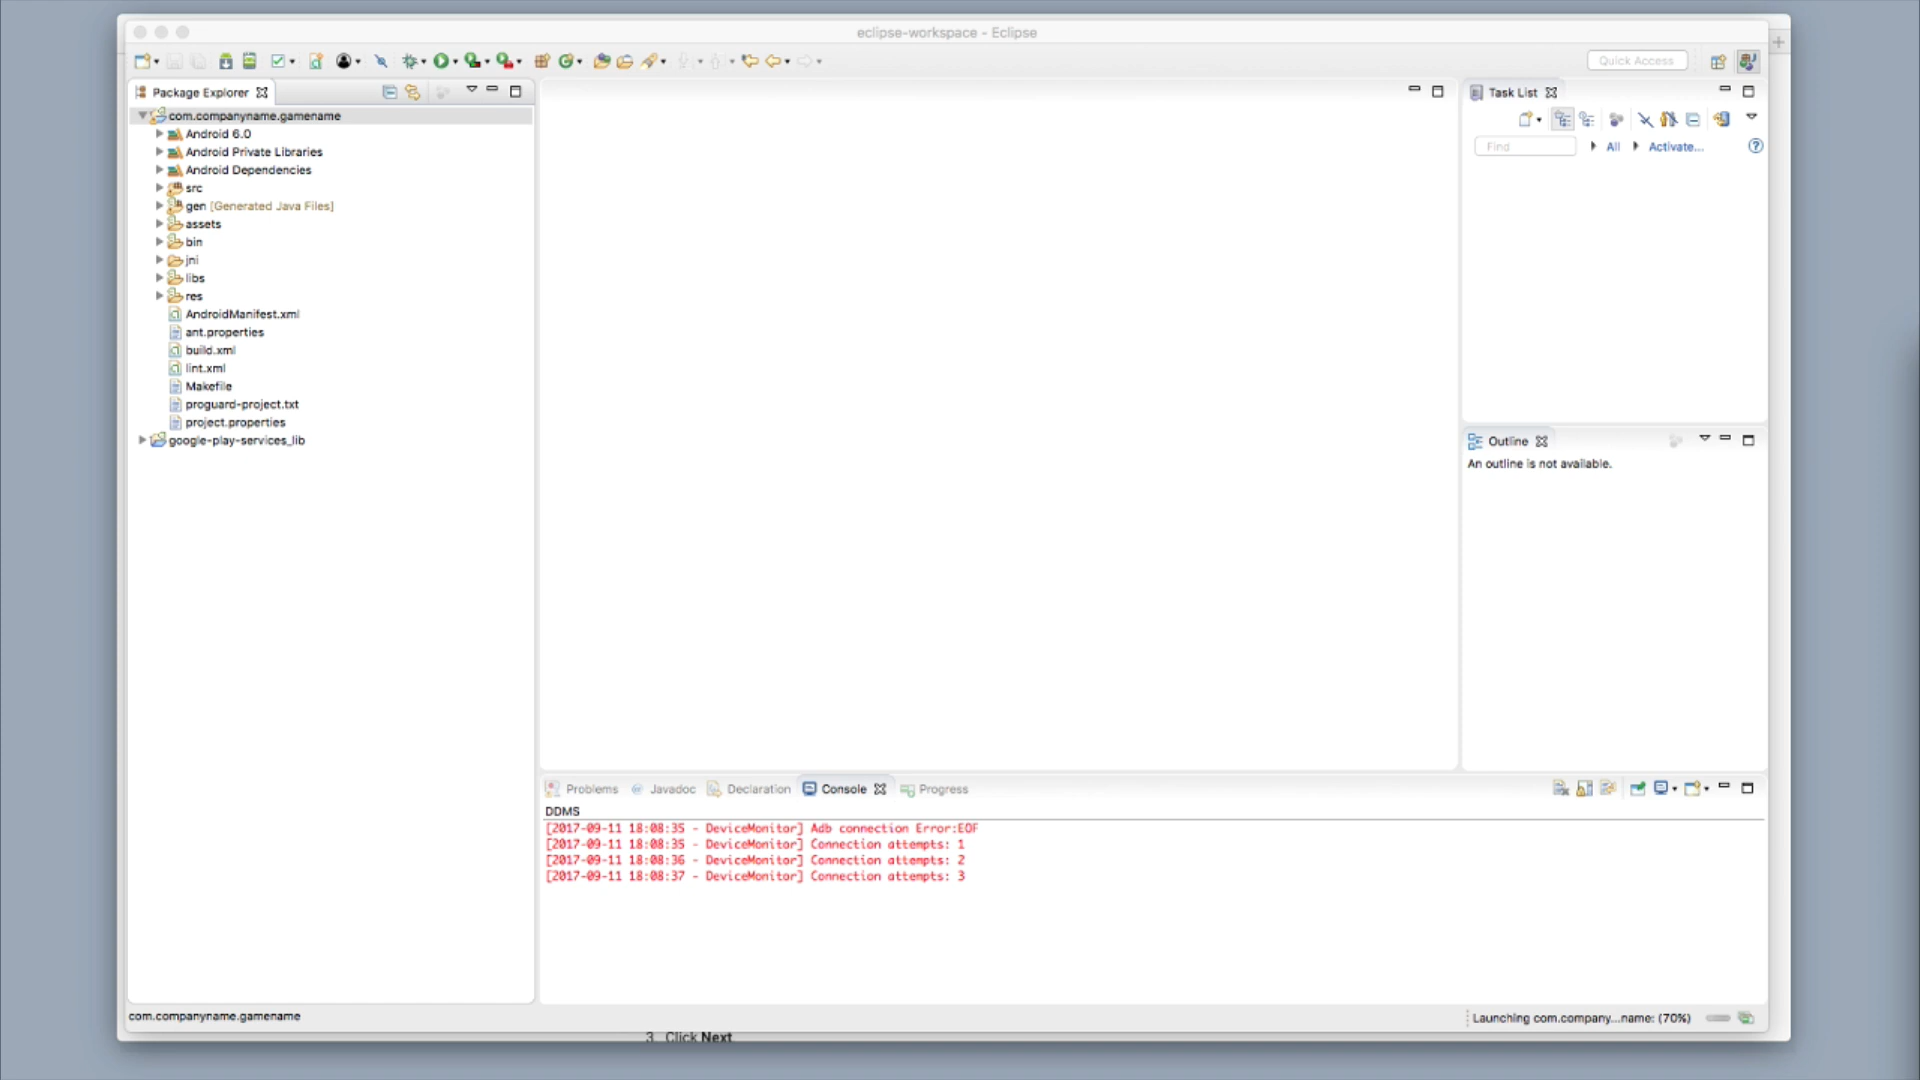 eclipse-workspace - Eclipse
Quick Access
Package Explorer
com.companyname.gamename
Android 6.0
Android Private Libraries
Android Dependencies
src
gen [Generated Java Files]
assets
bin
jni
libs
res
AndroidManifest.xml
ant.properties
build.xml
lint.xml
Makefile
proguard-project.txt
project.properties
google-play-services_lib
Task List
Find
All
Activate...
Outline
An outline is not available.
Problems
Javadoc
Declaration
Console
Progress
DDMS
[2017-09-11 18:08:35 - DeviceMonitor] Adb connection Error:EOF
[2017-09-11 18:08:35 - DeviceMonitor] Connection attempts: 1
[2017-09-11 18:08:36 - DeviceMonitor] Connection attempts: 2
[2017-09-11 18:08:37 - DeviceMonitor] Connection attempts: 3
com.companyname.gamename
Launching com.company...name: (70%)
3. Click Next